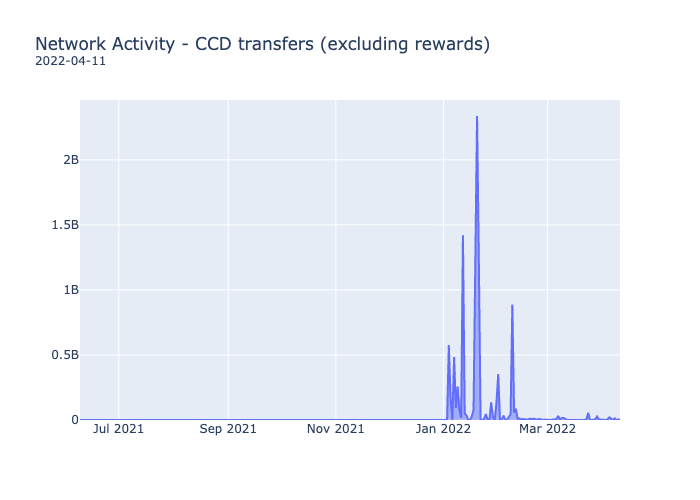 Network Activity - CCD transfers (excluding rewards)
2022-04-11
2B
1.5B
1B
0.5B
0
Jul 2021 Sep 2021 Nov 2021 Jan 2022 Mar 2022